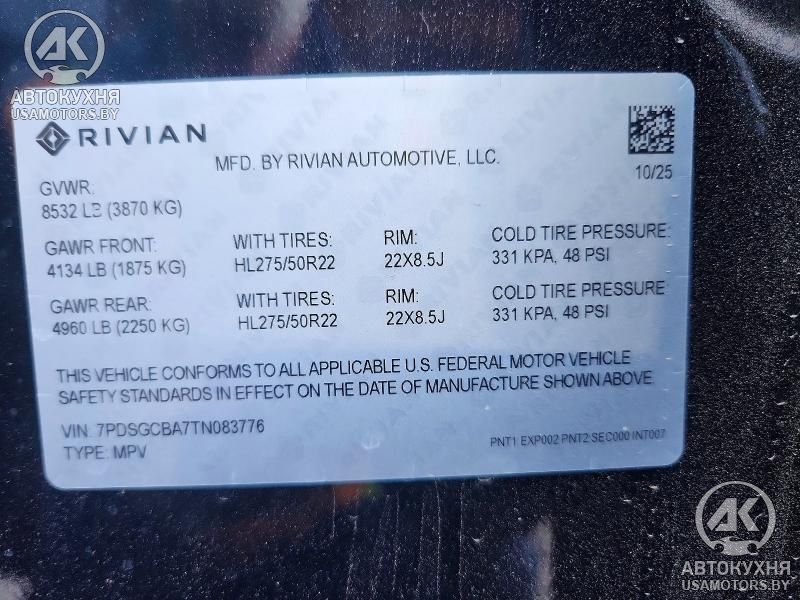 АК
АВТОКУХНЯ
USAMOTORS.BY
RIVIAN
MFD. BY RIVIAN AUTOMOTIVE, LLC.
10/25
GVWR:
8532 LB (3870 KG)
GAWR FRONT: WITH TIRES: RIM: COLD TIRE PRESSURE:
4134 LB (1875 KG) HL275/50R22 22X8.5J 331 KPA, 48 PSI
GAWR REAR: WITH TIRES: RIM: COLD TIRE PRESSURE:
4960 LB (2250 KG) HL275/50R22 22X8.5J 331 KPA, 48 PSI
THIS VEHICLE CONFORMS TO ALL APPLICABLE U.S. FEDERAL MOTOR VEHICLE
SAFETY STANDARDS IN EFFECT ON THE DATE OF MANUFACTURE SHOWN ABOVE.
VIN: 7PDSGCBA7TN083776
TYPE: MPV
PNT1 EXP002 PNT2 SEC000 INT007
АК
АВТОКУХНЯ
USAMOTORS.BY